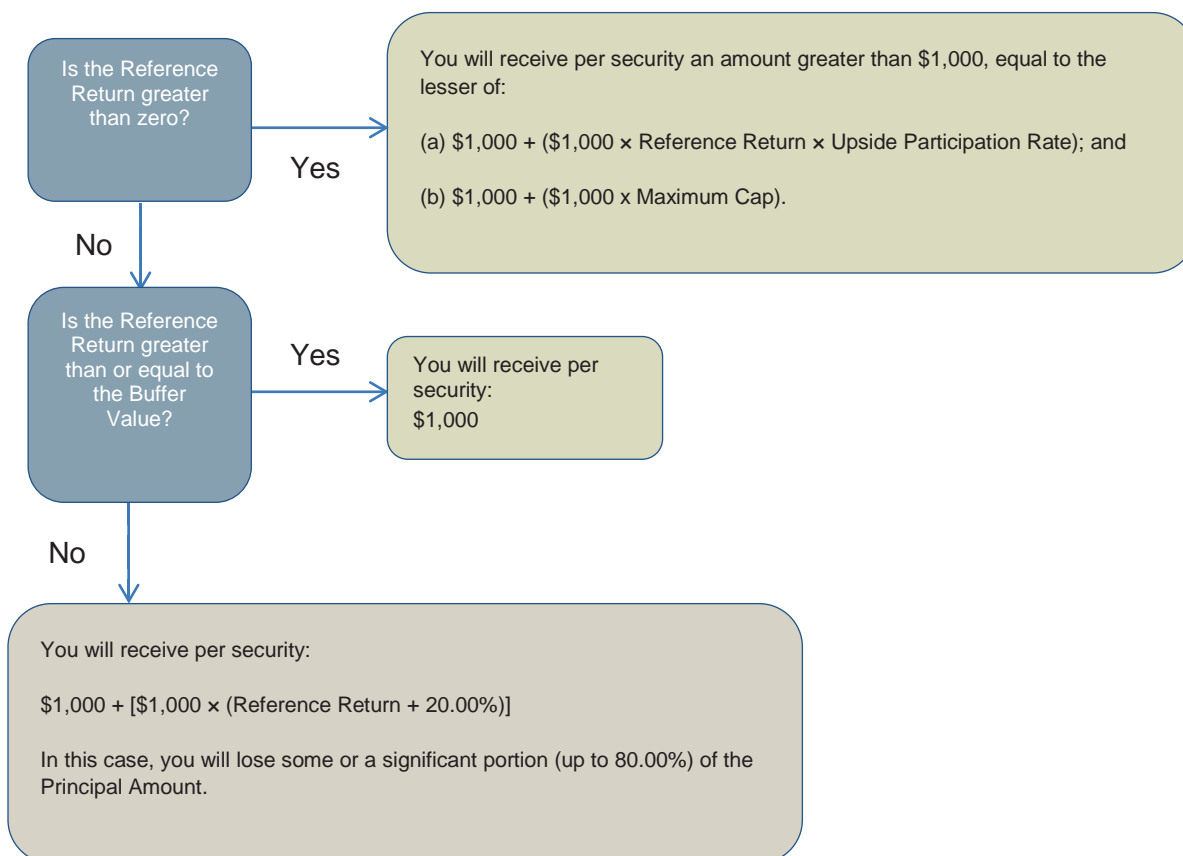 Is the Reference
Return greater
than zero?
Yes
You will receive per security an amount greater than $1,000, equal to the
lesser of:
(a) $1,000 + ($1,000 × Reference Return × Upside Participation Rate); and
(b) $1,000 + ($1,000 x Maximum Cap).
No
Is the Reference
Return greater
than or equal to
the Buffer
Value?
Yes
You will receive per
security:
$1,000
No
You will receive per security:
$1,000 + [$1,000 × (Reference Return + 20.00%)]
In this case, you will lose some or a significant portion (up to 80.00%) of the
Principal Amount.